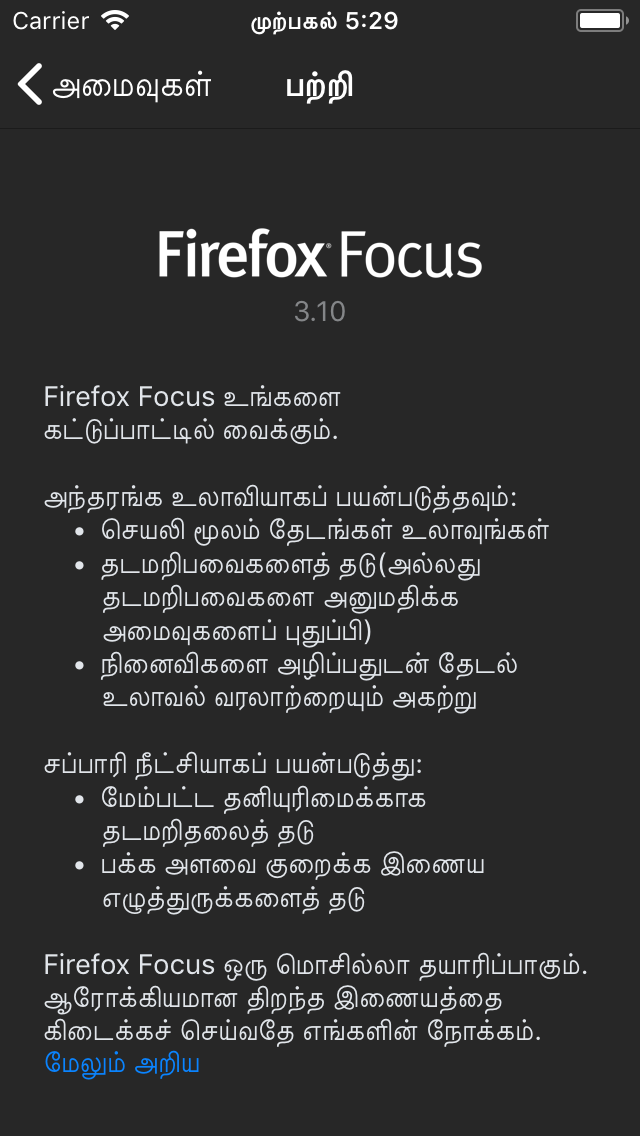 Carrier முற்பகல் 5:29
அமைவுகள் பற்றி
Firefox Focus
3.10
Firefox Focus உங்களை
கட்டுப்பாட்டில் வைக்கும்.
அந்தரங்க உலாவியாகப் பயன்படுத்தவும்:
• செயலி மூலம் தேடங்கள் உலாவுங்கள்
• தடமறிபவைகளைத் தடு(அல்லது
தடமறிபவைகளை அனுமதிக்க
அமைவுகளைப் புதுப்பி)
• நினைவிகளை அழிப்பதுடன் தேடல்
உலாவல் வரலாற்றையும் அகற்று
சப்பாரி நீட்சியாகப் பயன்படுத்து:
• மேம்பட்ட தனியுரிமைக்காக
தடமறிதலைத் தடு
• பக்க அளவை குறைக்க இணைய
எழுத்துருக்களைத் தடு
Firefox Focus ஒரு மொசில்லா தயாரிப்பாகும்.
ஆரோக்கியமான திறந்த இணையத்தை
கிடைக்கச் செய்வதே எங்களின் நோக்கம்.
மேலும் அறிய